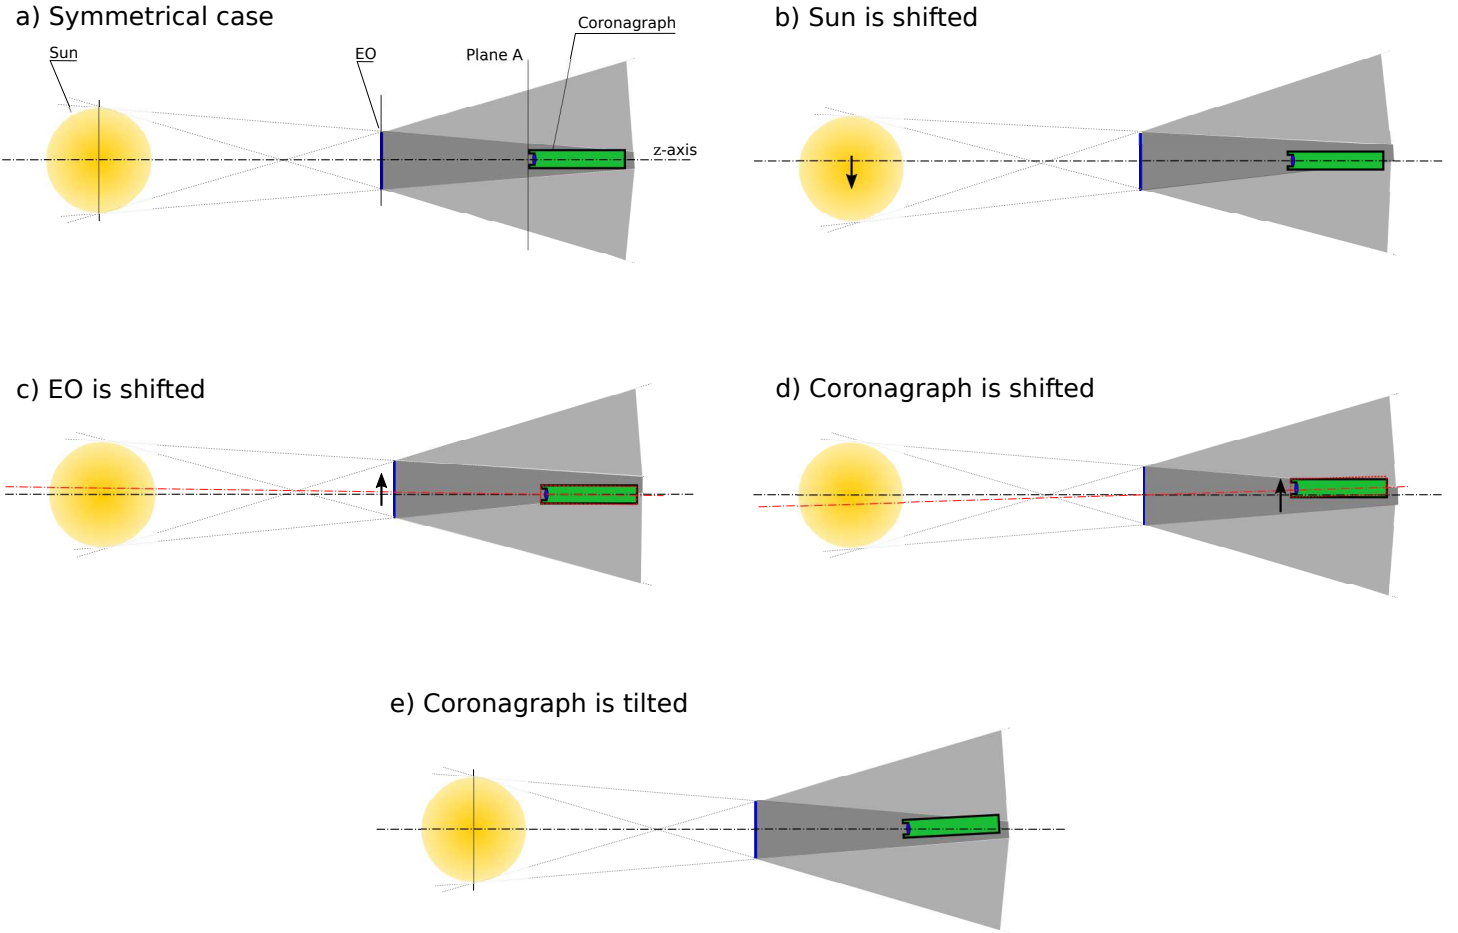 a) Symmetrical case
b) Sun is shifted
Coronagraph
Sun
EO
Plane A
z-axis
c) EO is shifted
d) Coronagraph is shifted
e) Coronagraph is tilted